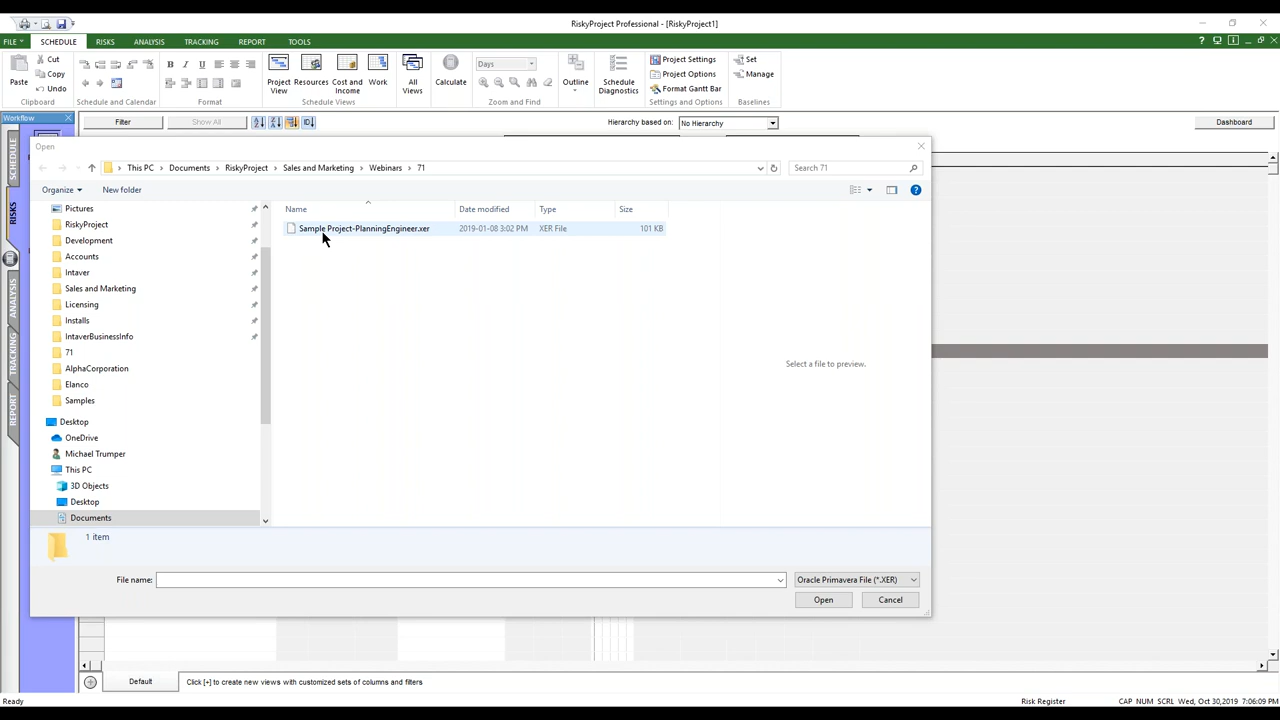 RiskyProject Professional - [RiskyProject1]
FILE SCHEDULE RISKS ANALYSIS TRACKING REPORT TOOLS
Paste Cut Copy Undo
Clipboard
Schedule and Calendar
B I U
Format
Project View
Resources
Cost and Income
Work
Schedule Views
All Views
Calculate
Days
Zoom and Find
Outline
Schedule Diagnostics
Project Settings
Project Options
Format Gantt Bar
Settings and Options
Set
Manage
Baselines
Workflow
Filter Show All Hierarchy based on: No Hierarchy Dashboard
SCHEDULE
RISKS
ANALYSIS
TRACKING
REPORT
Open
This PC > Documents > RiskyProject > Sales and Marketing > Webinars > 71
Search 71
Organize New folder
Name Date modified Type Size
Sample Project-PlanningEngineer.xer 2019-01-08 3:02 PM XER File 101 KB
Pictures
RiskyProject
Development
Accounts
Intaver
Sales and Marketing
Licensing
Installs
IntaverBusinessInfo
71
AlphaCorporation
Elanco
Samples
Desktop
OneDrive
Michael Trumper
This PC
3D Objects
Desktop
Documents
Select a file to preview.
1 item
File name: Oracle Primavera File (*.XER)
Open Cancel
Default Click [+] to create new views with customized sets of columns and filters
Ready Risk Register CAP NUM SCRL Wed, Oct 30,2019 7:06:09 PM